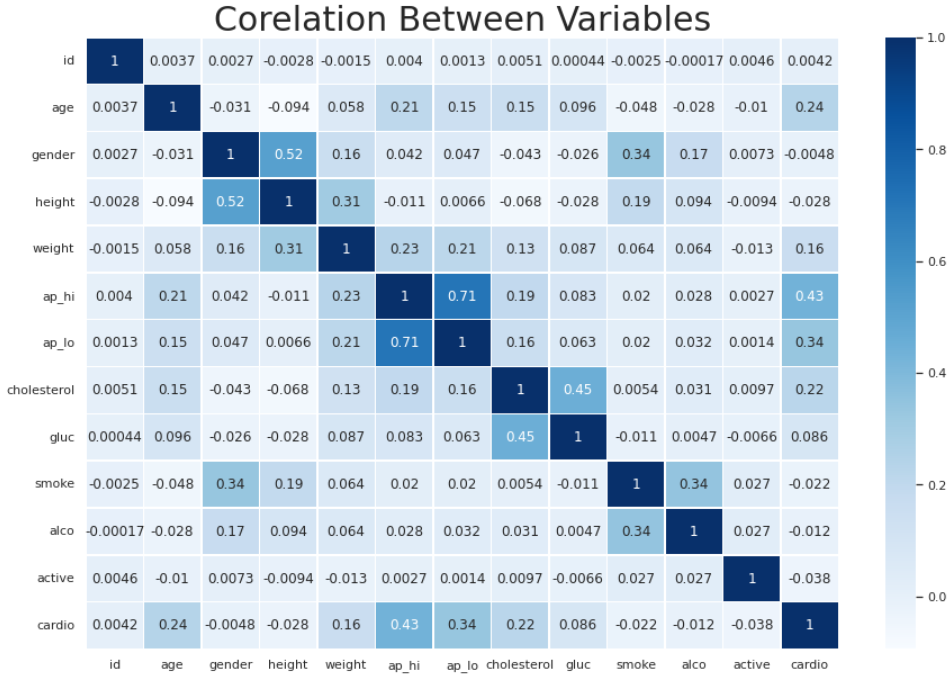 Corelation Between Variables
id 1 0.0037 0.0027 -0.0028 -0.0015 0.004 0.0013 0.0051 0.00044 -0.0025 -0.00017 0.0046 0.0042
age 0.0037 1 -0.031 -0.094 0.058 0.21 0.15 0.15 0.096 -0.048 -0.028 -0.01 0.24
gender 0.0027 -0.031 1 0.52 0.16 0.042 0.047 -0.043 -0.026 0.34 0.17 0.0073 -0.0048
height -0.0028 -0.094 0.52 1 0.31 -0.011 0.0066 -0.068 -0.028 0.19 0.094 -0.0094 -0.028
weight -0.0015 0.058 0.16 0.31 1 0.23 0.21 0.13 0.087 0.064 0.064 -0.013 0.16
ap_hi 0.004 0.21 0.042 -0.011 0.23 1 0.71 0.19 0.083 0.02 0.028 0.0027 0.43
ap_lo 0.0013 0.15 0.047 0.0066 0.21 0.71 1 0.16 0.063 0.02 0.032 0.0014 0.34
cholesterol 0.0051 0.15 -0.043 -0.068 0.13 0.19 0.16 1 0.45 0.0054 0.031 0.0097 0.22
gluc 0.00044 0.096 -0.026 -0.028 0.087 0.083 0.063 0.45 1 -0.011 0.0047 -0.0066 0.086
smoke -0.0025 -0.048 0.34 0.19 0.064 0.02 0.02 0.0054 -0.011 1 0.34 0.027 -0.022
alco -0.00017 -0.028 0.17 0.094 0.064 0.028 0.032 0.031 0.0047 0.34 1 0.027 -0.012
active 0.0046 -0.01 0.0073 -0.0094 -0.013 0.0027 0.0014 0.0097 -0.0066 0.027 0.027 1 -0.038
cardio 0.0042 0.24 -0.0048 -0.028 0.16 0.43 0.34 0.22 0.086 -0.022 -0.012 -0.038 1
id age gender height weight ap_hi ap_lo cholesterol gluc smoke alco active cardio
1.0
0.8
0.6
0.4
0.2
0.0